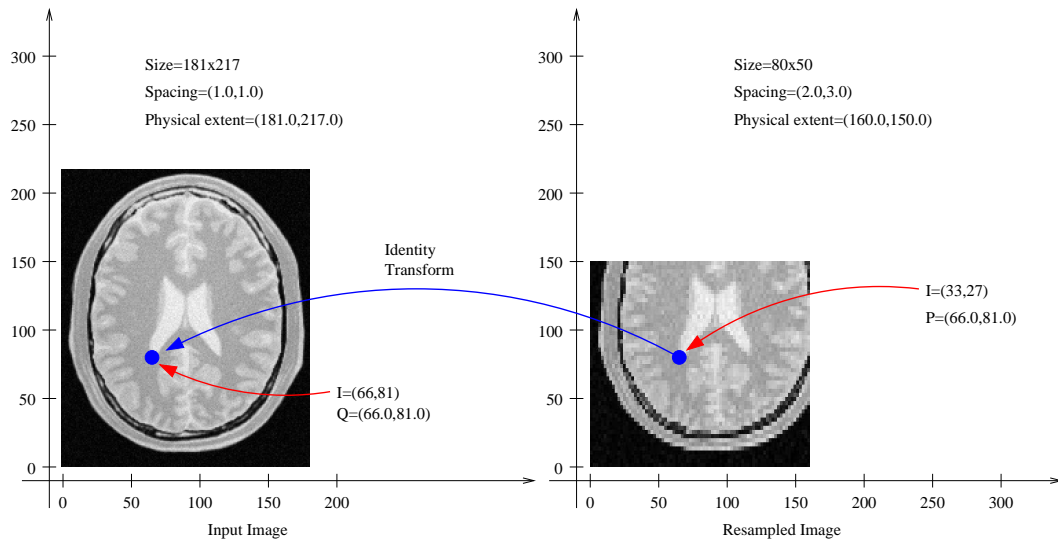 300
250
200
150
100
50
0
Size=181x217
Spacing=(1.0,1.0)
Physical extent=(181.0,217.0)
I=(66,81)
Q=(66.0,81.0)
0 50 100 150 200
Input Image
Identity
Transform
300
250
200
150
100
50
0
Size=80x50
Spacing=(2.0,3.0)
Physical extent=(160.0,150.0)
I=(33,27)
P=(66.0,81.0)
0 50 100 150 200 250 300
Resampled Image